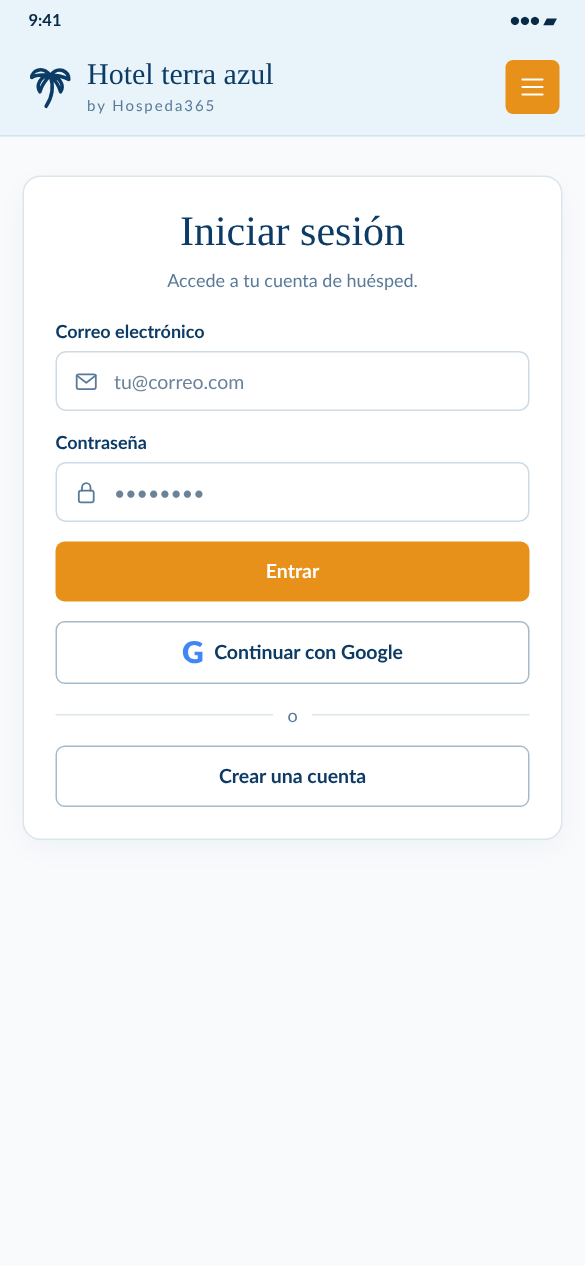 9:41
Hotel terra azul
by Hospeda365
Iniciar sesión
Accede a tu cuenta de huésped.
Correo electrónico
tu@correo.com
Contraseña
••••••••
Entrar
G Continuar con Google
o
Crear una cuenta